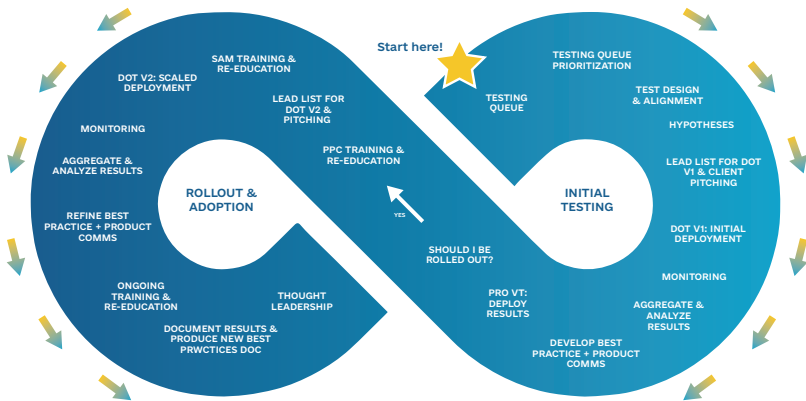 Start here!
TESTING
QUEUE
TESTING QUEUE
PRIORITIZATION
TEST DESIGN
& ALIGNMENT
HYPOTHESES
LEAD LIST FOR DOT
V1 & CLIENT
PITCHING
DOT V1: INITIAL
DEPLOYMENT
MONITORING
AGGREGATE &
ANALYZE
RESULTS
DEVELOP BEST
PRACTICE + PRODUCT
COMMS
PRO VT:
DEPLOY
RESULTS
SHOULD I BE
ROLLED OUT?
YES
INITIAL
TESTING
PPC TRAINING &
RE-EDUCATION
LEAD LIST FOR
DOT V2 &
PITCHING
SAM TRAINING &
RE-EDUCATION
DOT V2: SCALED
DEPLOYMENT
MONITORING
AGGREGATE &
ANALYZE RESULTS
REFINE BEST
PRACTICE + PRODUCT
COMMS
ONGOING
TRAINING &
RE-EDUCATION
DOCUMENT RESULTS &
PRODUCE NEW BEST
PRWCTICES DOC
THOUGHT
LEADERSHIP
ROLLOUT &
ADOPTION